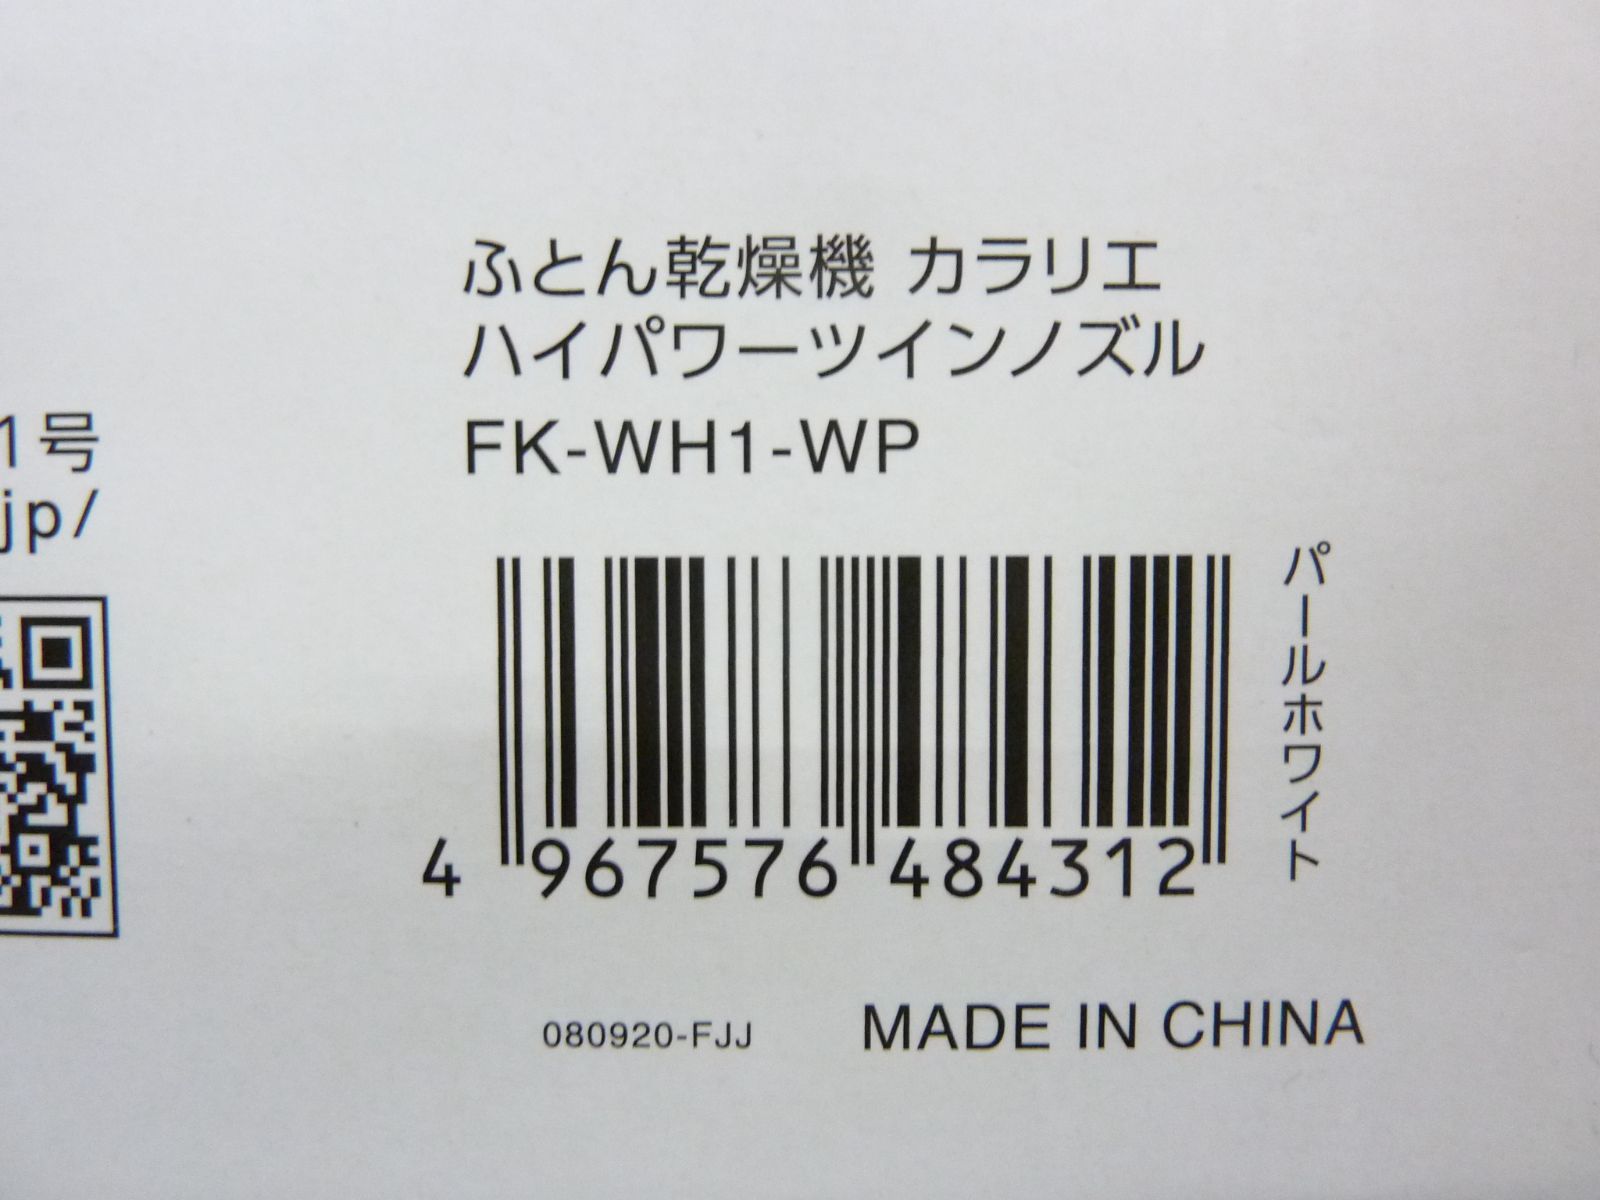 ふとん乾燥機 カラリエ
ハイパワーツインノズル
FK-WH1-WP
1号
jp/
パールホワイト
4 967576 484312
080920-FJJ
MADE IN CHINA